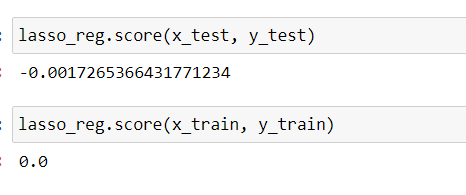 lasso_reg.score(x_test, y_test)
-0.0017265366431771234
lasso_reg.score(x_train, y_train)
0.0